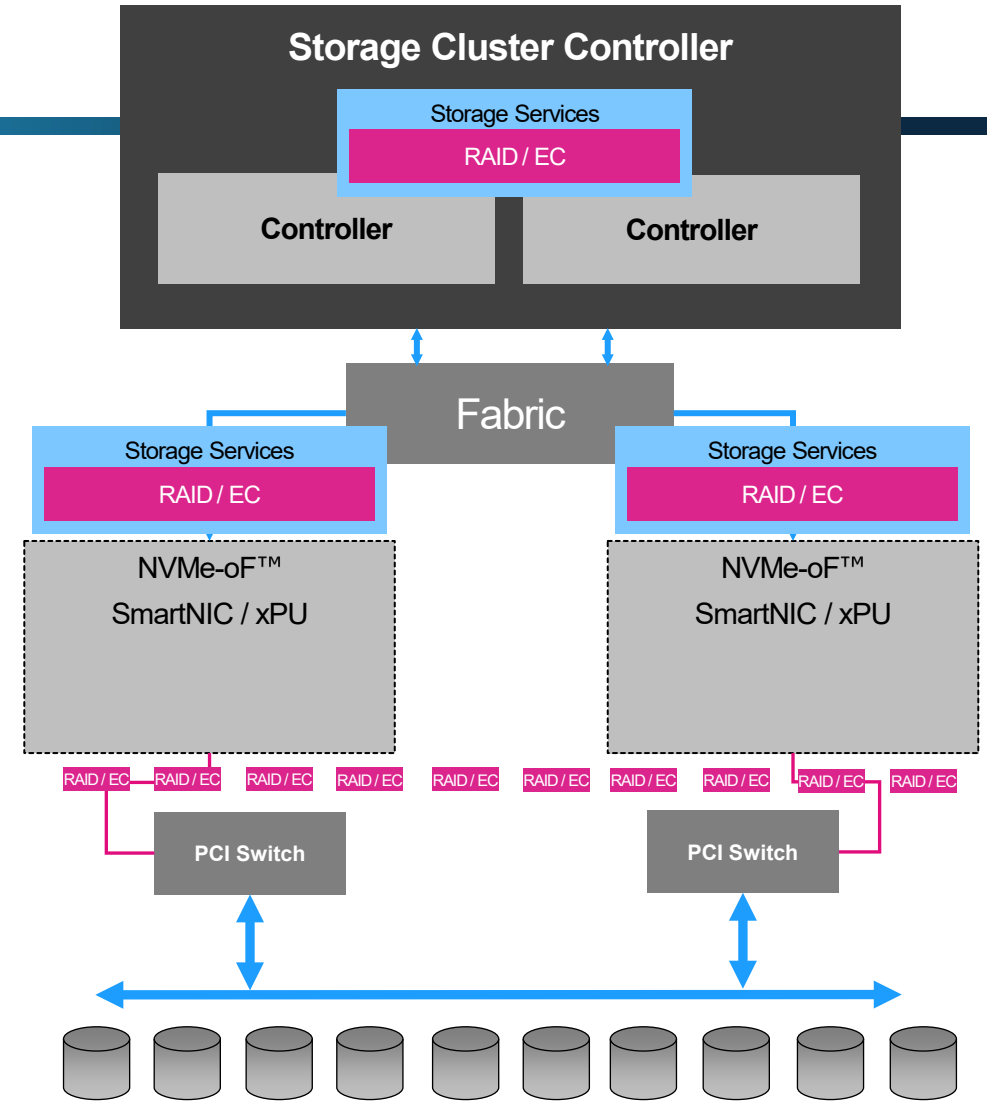 Storage Cluster Controller
Storage Services
RAID / EC
Controller
Controller
Fabric
Storage Services
RAID / EC
Storage Services
RAID / EC
NVMe-oF™
SmartNIC / xPU
NVMe-oF™
SmartNIC / xPU
RAID / EC
RAID / EC
RAID / EC
RAID / EC
RAID / EC
RAID / EC
RAID / EC
RAID / EC
RAID / EC
RAID / EC
PCI Switch
PCI Switch